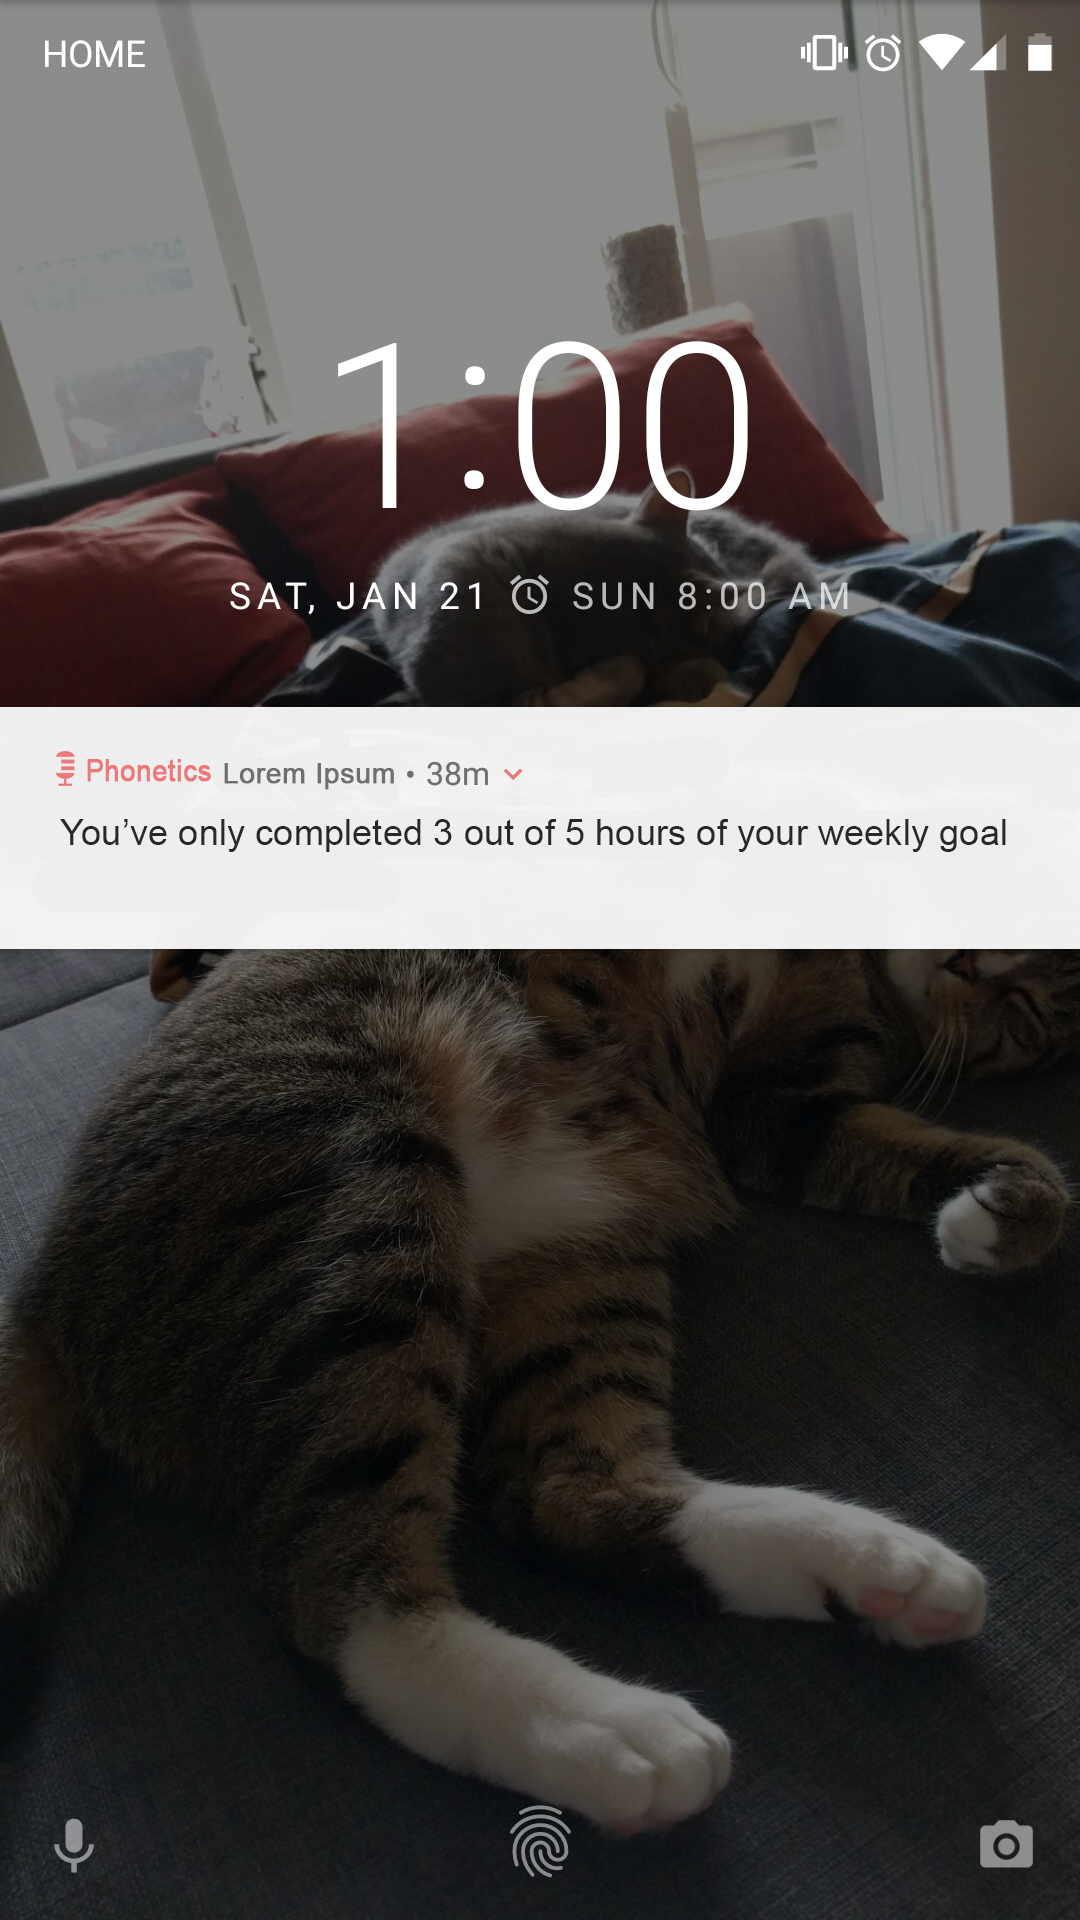 HOME
1:00
SAT, JAN 21 SUN 8:00 AM
Phonetics Lorem Ipsum • 38m
You’ve only completed 3 out of 5 hours of your weekly goal